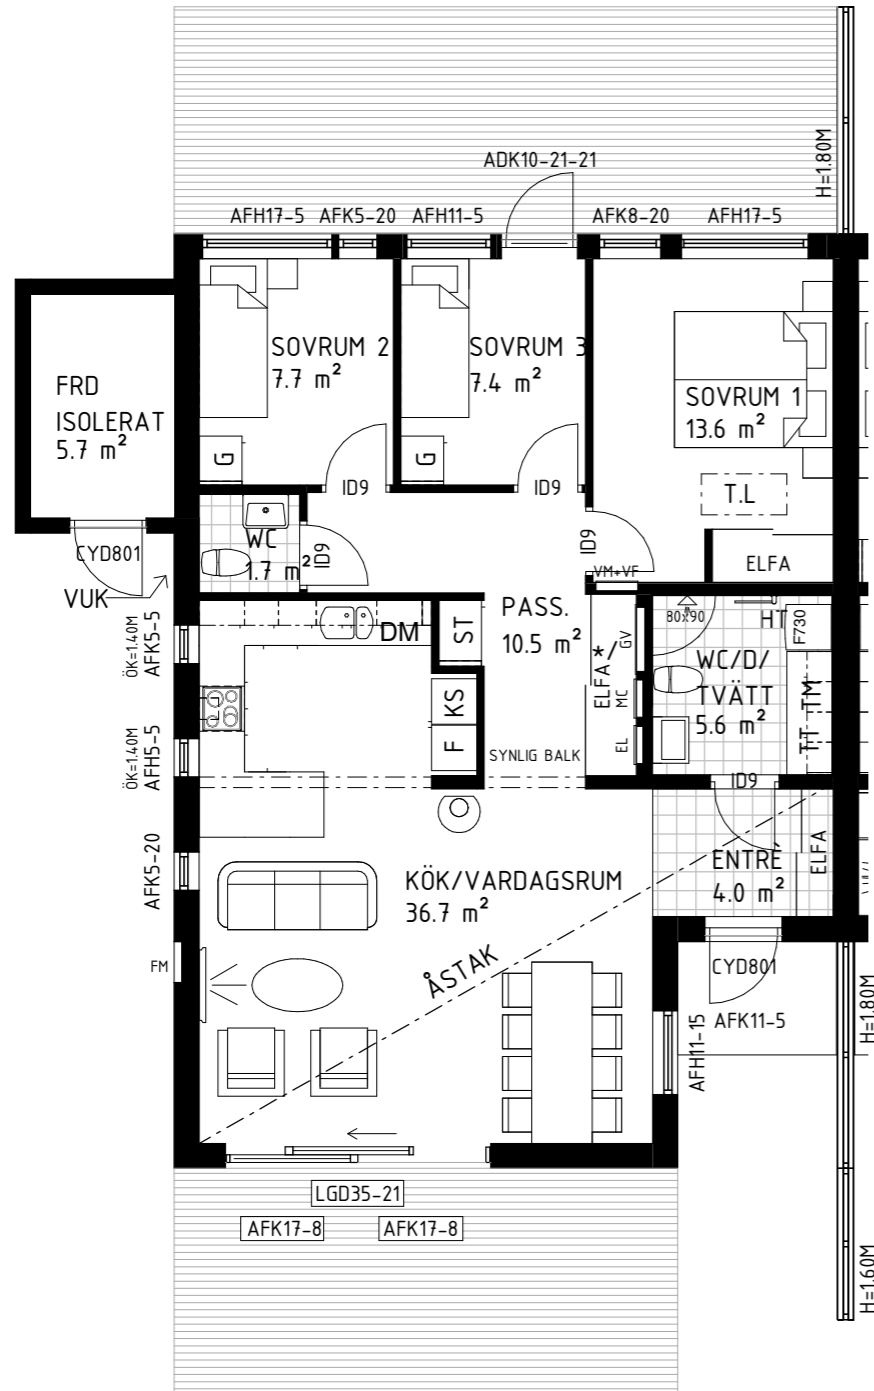 H=1.80M
ADK10-21-21
AFH17-5
AFK5-20
AFH11-5
AFK8-20
AFH17-5
SOVRUM 2
7.7 m²
SOVRUM 3
7.4 m²
SOVRUM 1
13.6 m²
FRD
ISOLERAT
5.7 m²
G
G
T.L
ID9
ID9
ID9
ID9
WC
1.7 m²
CYD801
VUK
ELFA
VM+VF
ÖK=1.40M
AFK5-5
DM
ST
PASS.
10.5 m²
ELFA*/
GV
MC
EL
80x90
HT
F730
WC/D/
TVÄTT
5.6 m²
TM
TT
KS
F
SYNLIG BALK
ÖK=1.40M
AFH5-5
ID9
AFK5-20
ENTRÈ
4.0 m²
ELFA
KÖK/VARDAGSRUM
36.7 m²
FM
ÅSTAK
CYD801
AFK11-5
AFH11-15
H=1.80M
LGD35-21
AFK17-8
AFK17-8
H=1.60M